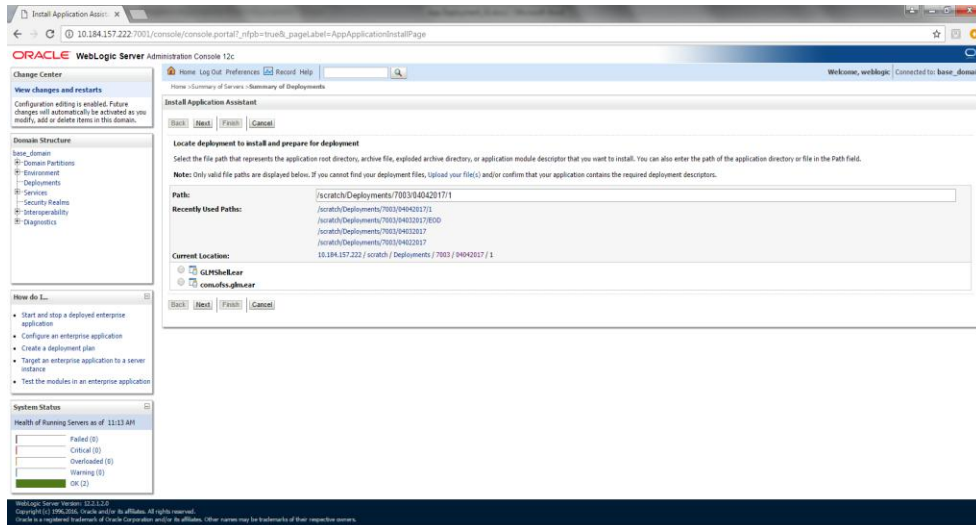 Install Application Assist
10.184.157.222:7001/console/console.portal?_nfpb=true&_pageLabel=AppApplicationInstallPage
ORACLE WebLogic Server Administration Console 12c
Change Center
View changes and restarts
Configuration editing is enabled. Future
changes will automatically be activated as you
modify, add or delete items in this domain.
Domain Structure
base_domain
Domain Partitions
Environment
Deployments
Services
Security Realms
Interoperability
Diagnostics
How do I...
Start and stop a deployed enterprise
application
Configure an enterprise application
Create a deployment plan
Target an enterprise application to a server
instance
Test the modules in an enterprise application
System Status
Health of Running Servers as of 11:13 AM
Failed (0)
Critical (0)
Overloaded (0)
Warning (0)
OK (2)
Home Log Out Preferences Record Help
Welcome, weblogic Connected to: base_domai
Home >Summary of Servers >Summary of Deployments
Install Application Assistant
Back Next Finish Cancel
Locate deployment to install and prepare for deployment
Select the file path that represents the application root directory, archive file, exploded archive directory, or application module descriptor that you want to install. You can also enter the path of the application directory or file in the Path field.
Note: Only valid file paths are displayed below. If you cannot find your deployment files, Upload your file(s) and/or confirm that your application contains the required deployment descriptors.
Path: /scratch/Deployments/7003/04042017/1
Recently Used Paths: /scratch/Deployments/7003/04042017/1
/scratch/Deployments/7003/04032017/EOD
/scratch/Deployments/7003/04032017
/scratch/Deployments/7003/04022017
Current Location: 10.184.157.222 / scratch / Deployments / 7003 / 04042017 / 1
GLMShell.ear
com.ofss.glm.ear
Back Next Finish Cancel
WebLogic Server Version: 12.2.1.2.0
Copyright (c) 1996,2016, Oracle and/or its affiliates. All rights reserved.
Oracle is a registered trademark of Oracle Corporation and/or its affiliates. Other names may be trademarks of their respective owners.